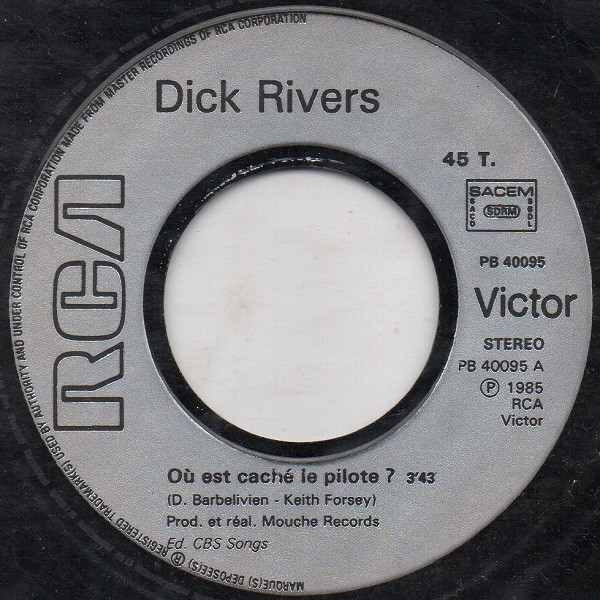 Dick Rivers
45 T.
SACEM
SACD
SDRM
SGDL
PB 40095
RCA
Victor
STEREO
PB 40095 A
Ⓟ 1985
RCA
Victor
Où est caché le pilote ? 3'43
(D. Barbelivien - Keith Forsey)
Prod. et réal. Mouche Records
Ed. CBS Songs
MARQUE(S) DEPOSEE(S) ® REGISTERED TRADEMARK(S) USED BY AUTHORITY AND UNDER CONTROL OF RCA CORPORATION MADE FROM MASTER RECORDINGS OF RCA CORPORATION